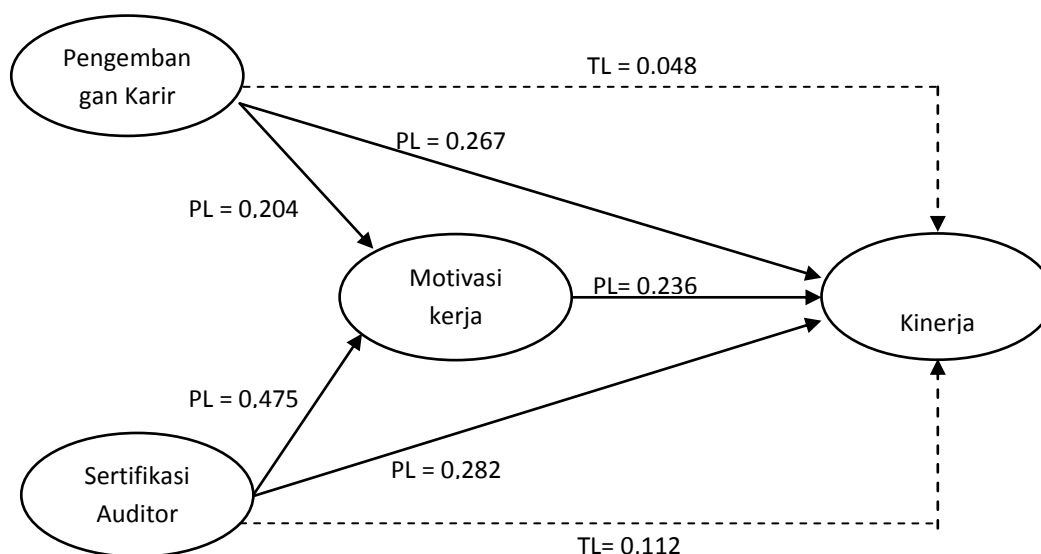 Pengemban
gan Karir
TL = 0.048
PL = 0,267
PL = 0,204
Motivasi
kerja
PL= 0.236
Kinerja
PL = 0,475
PL = 0,282
Sertifikasi
Auditor
TL= 0.112